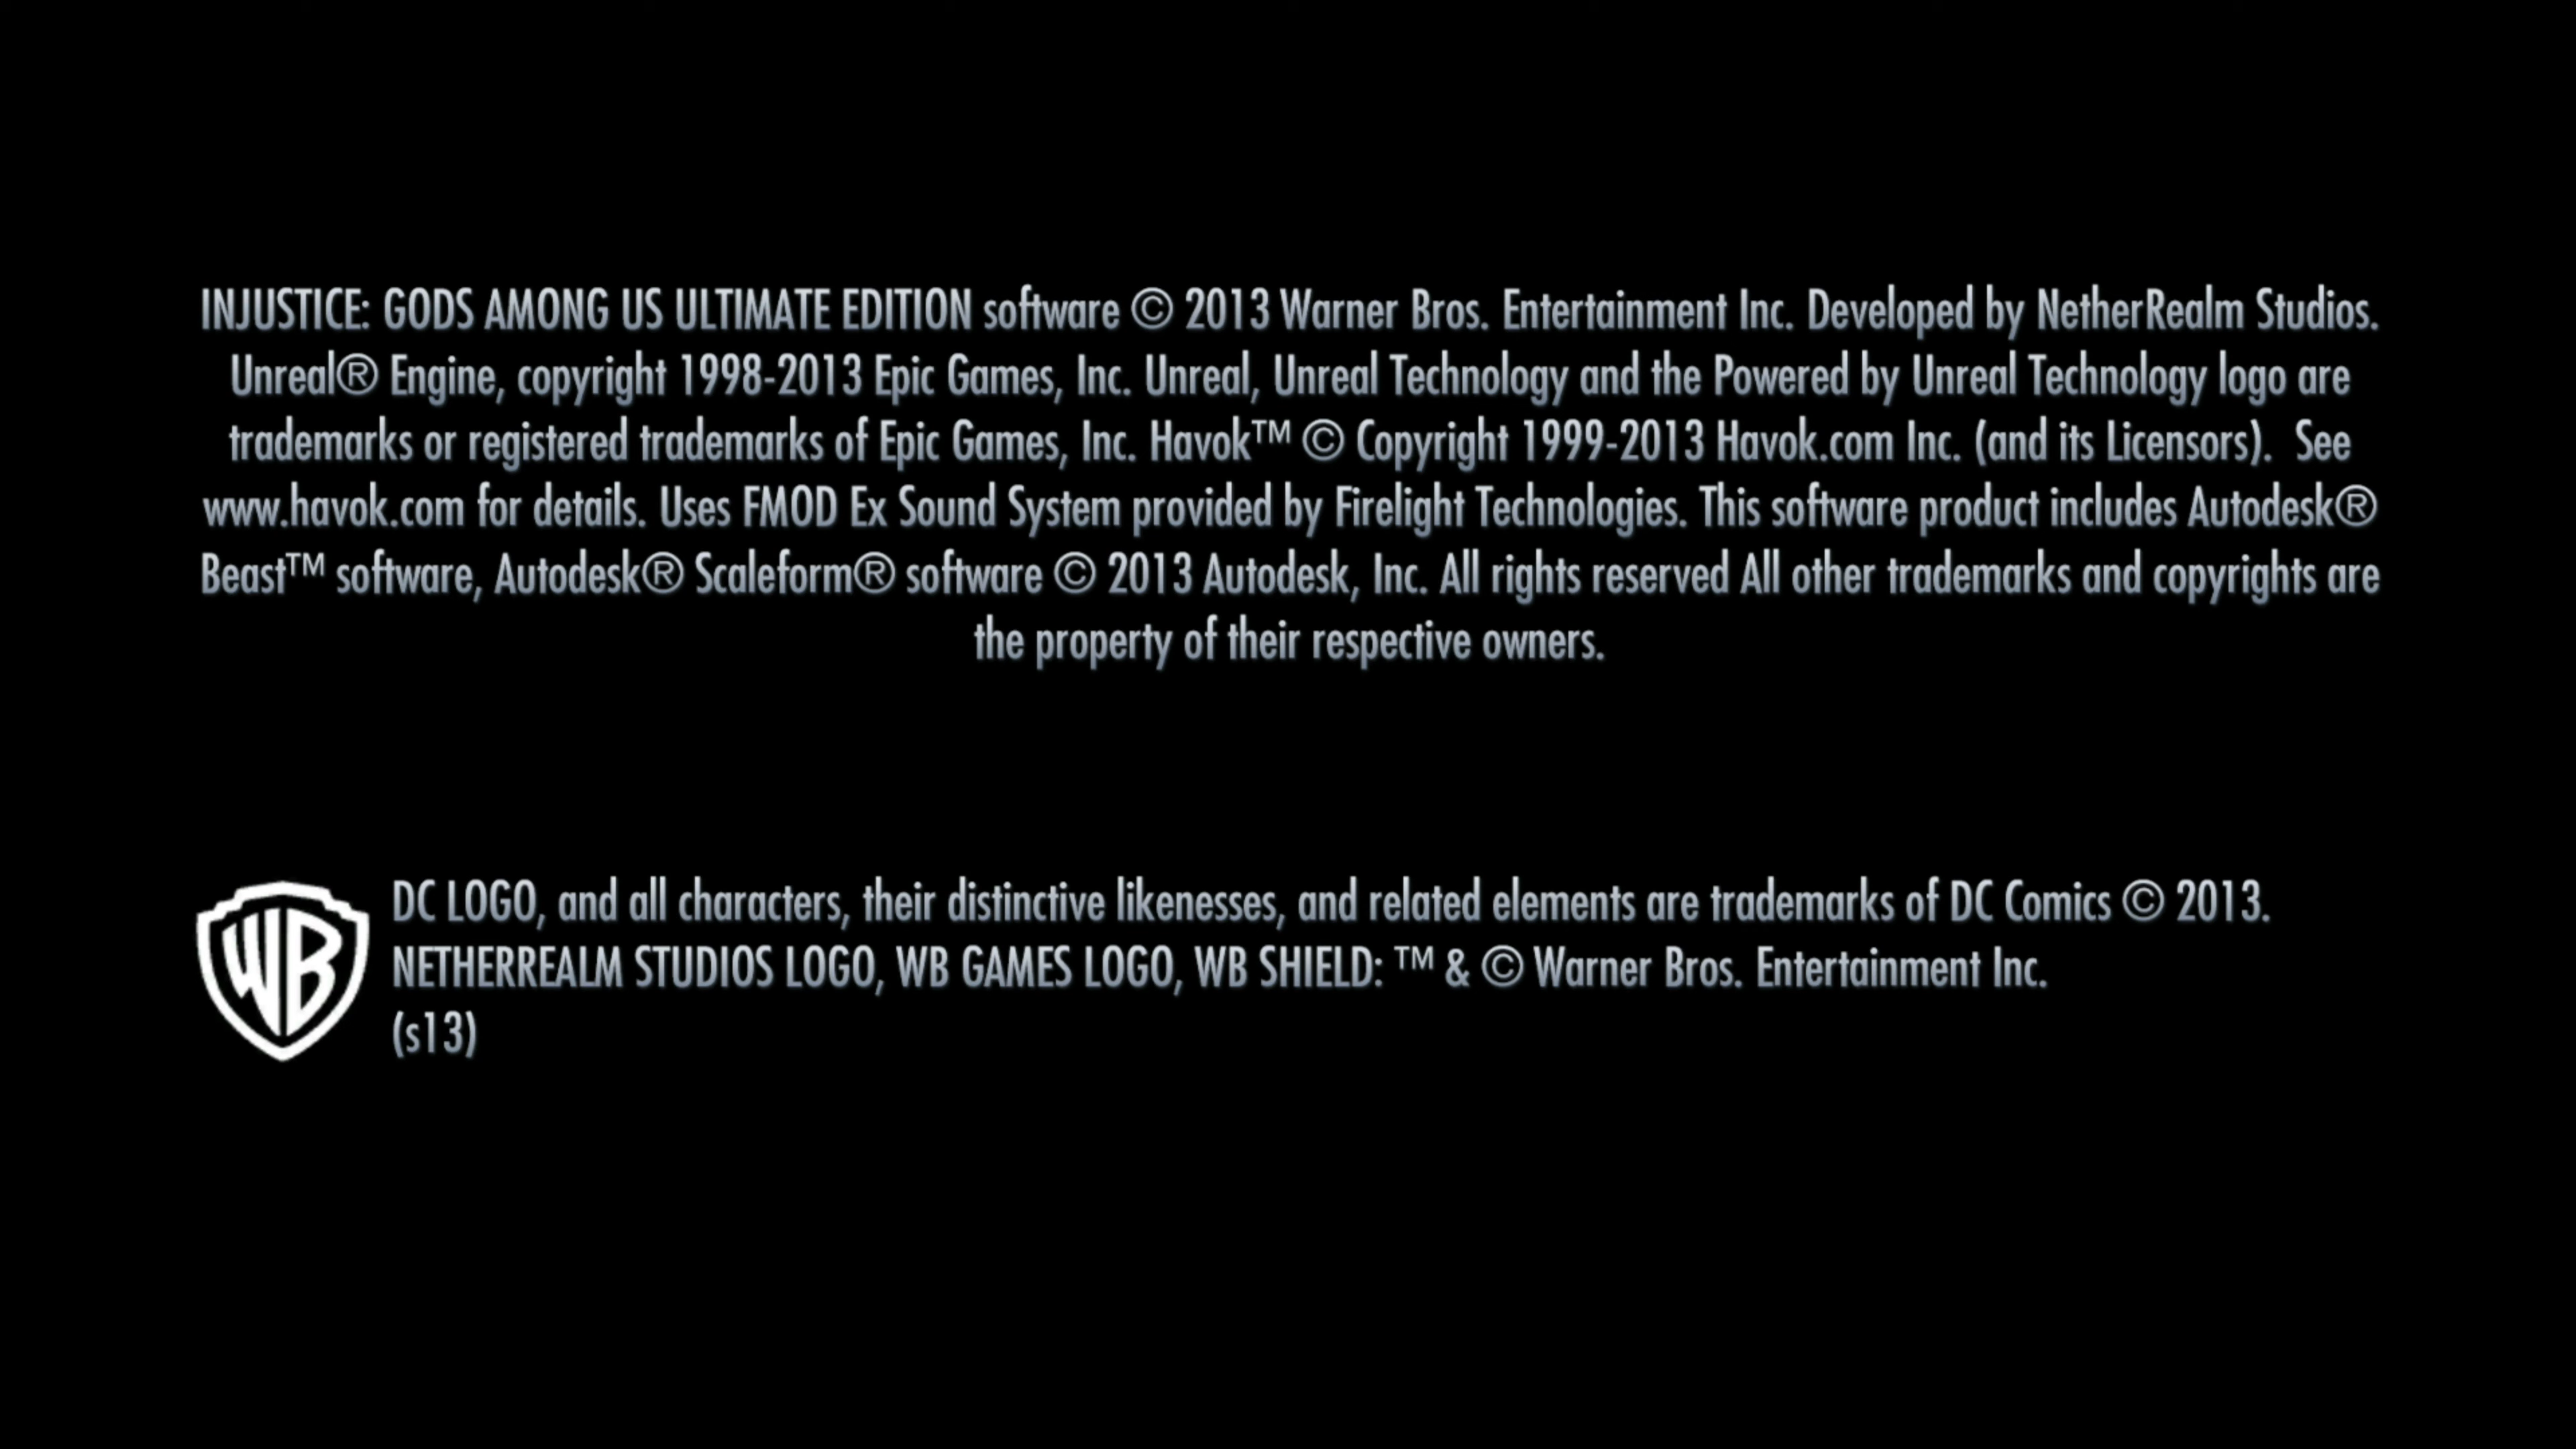 INJUSTICE: GODS AMONG US ULTIMATE EDITION software © 2013 Warner Bros. Entertainment Inc. Developed by NetherRealm Studios.
Unreal® Engine, copyright 1998-2013 Epic Games, Inc. Unreal, Unreal Technology and the Powered by Unreal Technology logo are
trademarks or registered trademarks of Epic Games, Inc. Havok™ © Copyright 1999-2013 Havok.com Inc. (and its Licensors).  See
www.havok.com for details. Uses FMOD Ex Sound System provided by Firelight Technologies. This software product includes Autodesk®
Beast™ software, Autodesk® Scaleform® software © 2013 Autodesk, Inc. All rights reserved All other trademarks and copyrights are
the property of their respective owners.
WB
DC LOGO, and all characters, their distinctive likenesses, and related elements are trademarks of DC Comics © 2013.
NETHERREALM STUDIOS LOGO, WB GAMES LOGO, WB SHIELD: ™ & © Warner Bros. Entertainment Inc.
(s13)